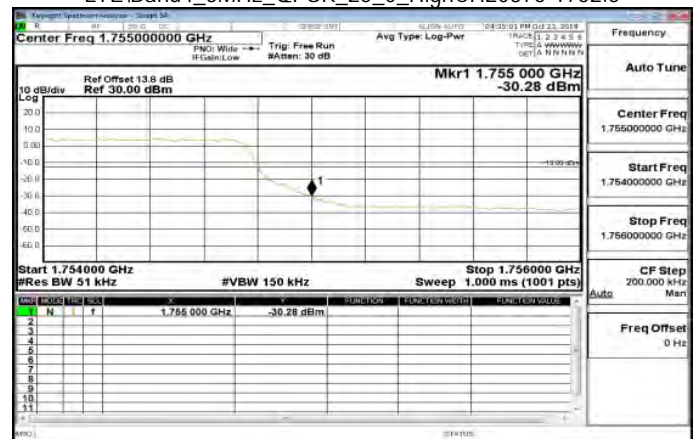 Keysight Spectrum Analyzer - Swept SA
Center Freq 1.755000000 GHz
PNO: Wide
IFGain:Low
Trig: Free Run
#Atten: 30 dB
ALIGN AUTO
Avg Type: Log-Pwr
04:35:01 PM Oct 23, 2019
TRACE 1 2 3 4 5 6
TYPE A WWWWW
DET A N N N N N
Frequency
Auto Tune
Ref Offset 13.8 dB
10 dB/div Ref 30.00 dBm
Log
Mkr1 1.755 000 GHz
-30.28 dBm
20.0
10.0
0.00
-10.0
-20.0
-30.0
-50.0
-60.0
-13.00 dBm
1
Center Freq
1.755000000 GHz
Start Freq
1.754000000 GHz
Stop Freq
1.756000000 GHz
Start 1.754000 GHz
Stop 1.756000 GHz
#Res BW 51 kHz
#VBW 150 kHz
Sweep 1.000 ms (1001 pts)
CF Step
200.000 kHz
Auto Man
Freq Offset
0 Hz
MKR MODE TRC SCL X Y FUNCTION FUNCTION WIDTH FUNCTION VALUE
1 N 1 f 1.755 000 GHz -30.28 dBm
2
3
4
5
6
7
8
9
10
11
MSG
STATUS